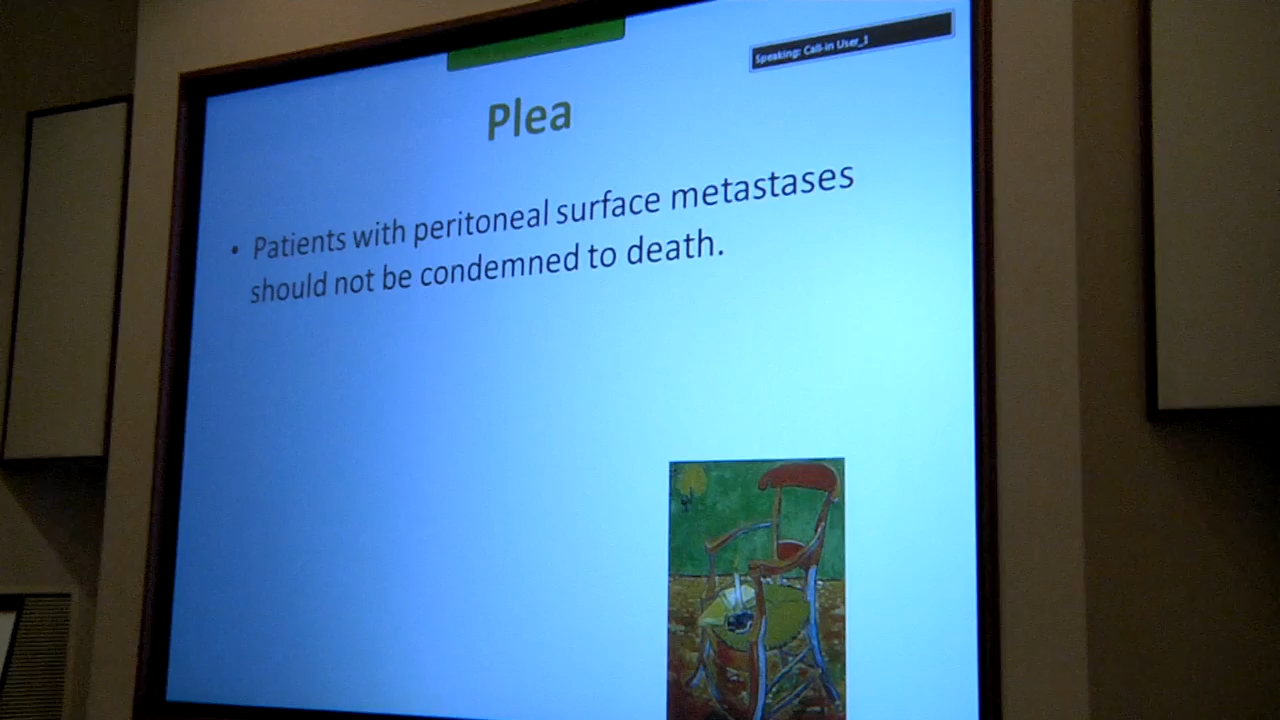 Speaking: Call-in User_1
Plea
• Patients with peritoneal surface metastases
should not be condemned to death.